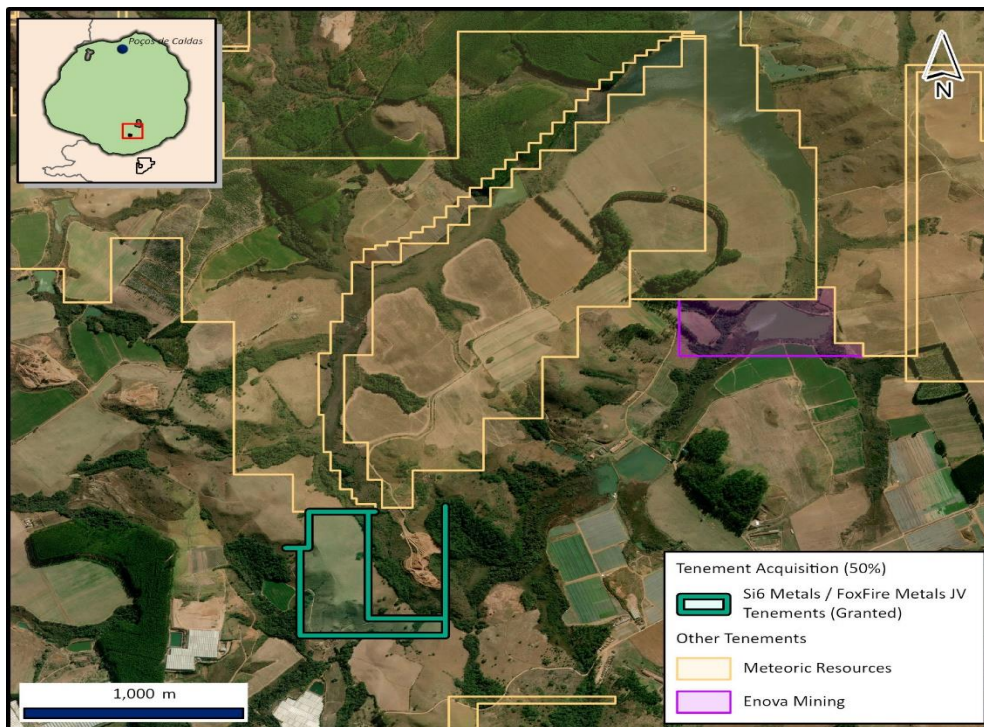 Poços de Caldas
N
Tenement Acquisition (50%)
Si6 Metals / FoxFire Metals JV
Tenements (Granted)
Other Tenements
Meteoric Resources
Enova Mining
1,000 m